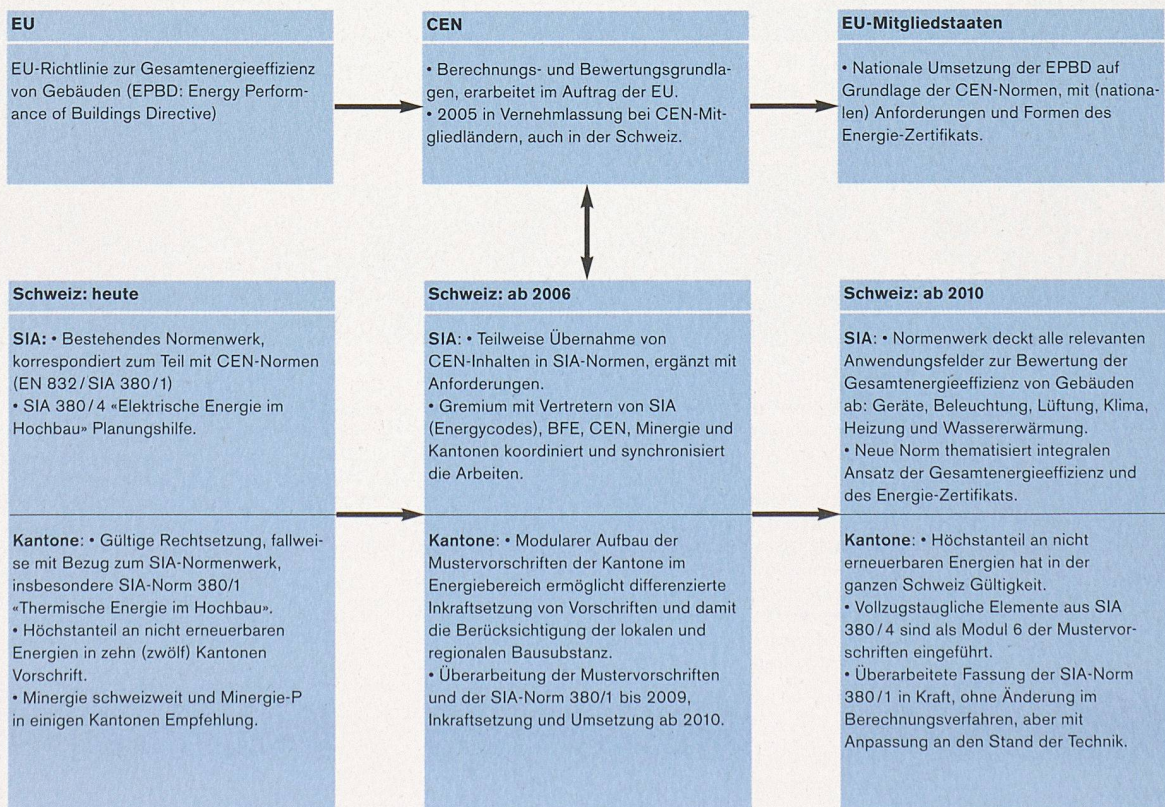 EU
EU-Richtlinie zur Gesamtenergieeffizienz
von Gebäuden (EPBD: Energy Perform-
ance of Buildings Directive)
CEN
• Berechnungs- und Bewertungsgrundla-
gen, erarbeitet im Auftrag der EU.
• 2005 in Vernehmlassung bei CEN-Mit-
gliedländern, auch in der Schweiz.
EU-Mitgliedstaaten
• Nationale Umsetzung der EPBD auf
Grundlage der CEN-Normen, mit (nationa-
len) Anforderungen und Formen des
Energie-Zertifikats.
Schweiz: heute
SIA: • Bestehendes Normenwerk,
korrespondiert zum Teil mit CEN-Normen
(EN 832/SIA 380/1)
• SIA 380/4 «Elektrische Energie im
Hochbau» Planungshilfe.
Kantone: • Gültige Rechtsetzung, fallwei-
se mit Bezug zum SIA-Normenwerk,
insbesondere SIA-Norm 380/1
«Thermische Energie im Hochbau».
• Höchstanteil an nicht erneuerbaren
Energien in zehn (zwölf) Kantonen
Vorschrift.
• Minergie schweizweit und Minergie-P
in einigen Kantonen Empfehlung.
Schweiz: ab 2006
SIA: • Teilweise Übernahme von
CEN-Inhalten in SIA-Normen, ergänzt mit
Anforderungen.
• Gremium mit Vertretern von SIA
(Energycodes), BFE, CEN, Minergie und
Kantonen koordiniert und synchronisiert
die Arbeiten.
Kantone: • Modularer Aufbau der
Mustervorschriften der Kantone im
Energiebereich ermöglicht differenzierte
Inkraftsetzung von Vorschriften und damit
die Berücksichtigung der lokalen und
regionalen Bausubstanz.
• Überarbeitung der Mustervorschriften
und der SIA-Norm 380/1 bis 2009,
Inkraftsetzung und Umsetzung ab 2010.
Schweiz: ab 2010
SIA: • Normenwerk deckt alle relevanten
Anwendungsfelder zur Bewertung der
Gesamtenergieeffizienz von Gebäuden
ab: Geräte, Beleuchtung, Lüftung, Klima,
Heizung und Wassererwärmung.
• Neue Norm thematisiert integralen
Ansatz der Gesamtenergieeffizienz und
des Energie-Zertifikats.
Kantone: • Höchstanteil an nicht
erneuerbaren Energien hat in der
ganzen Schweiz Gültigkeit.
• Vollzugstaugliche Elemente aus SIA
380/4 sind als Modul 6 der Mustervor-
schriften eingeführt.
• Überarbeitete Fassung der SIA-Norm
380/1 in Kraft, ohne Änderung im
Berechnungsverfahren, aber mit
Anpassung an den Stand der Technik.